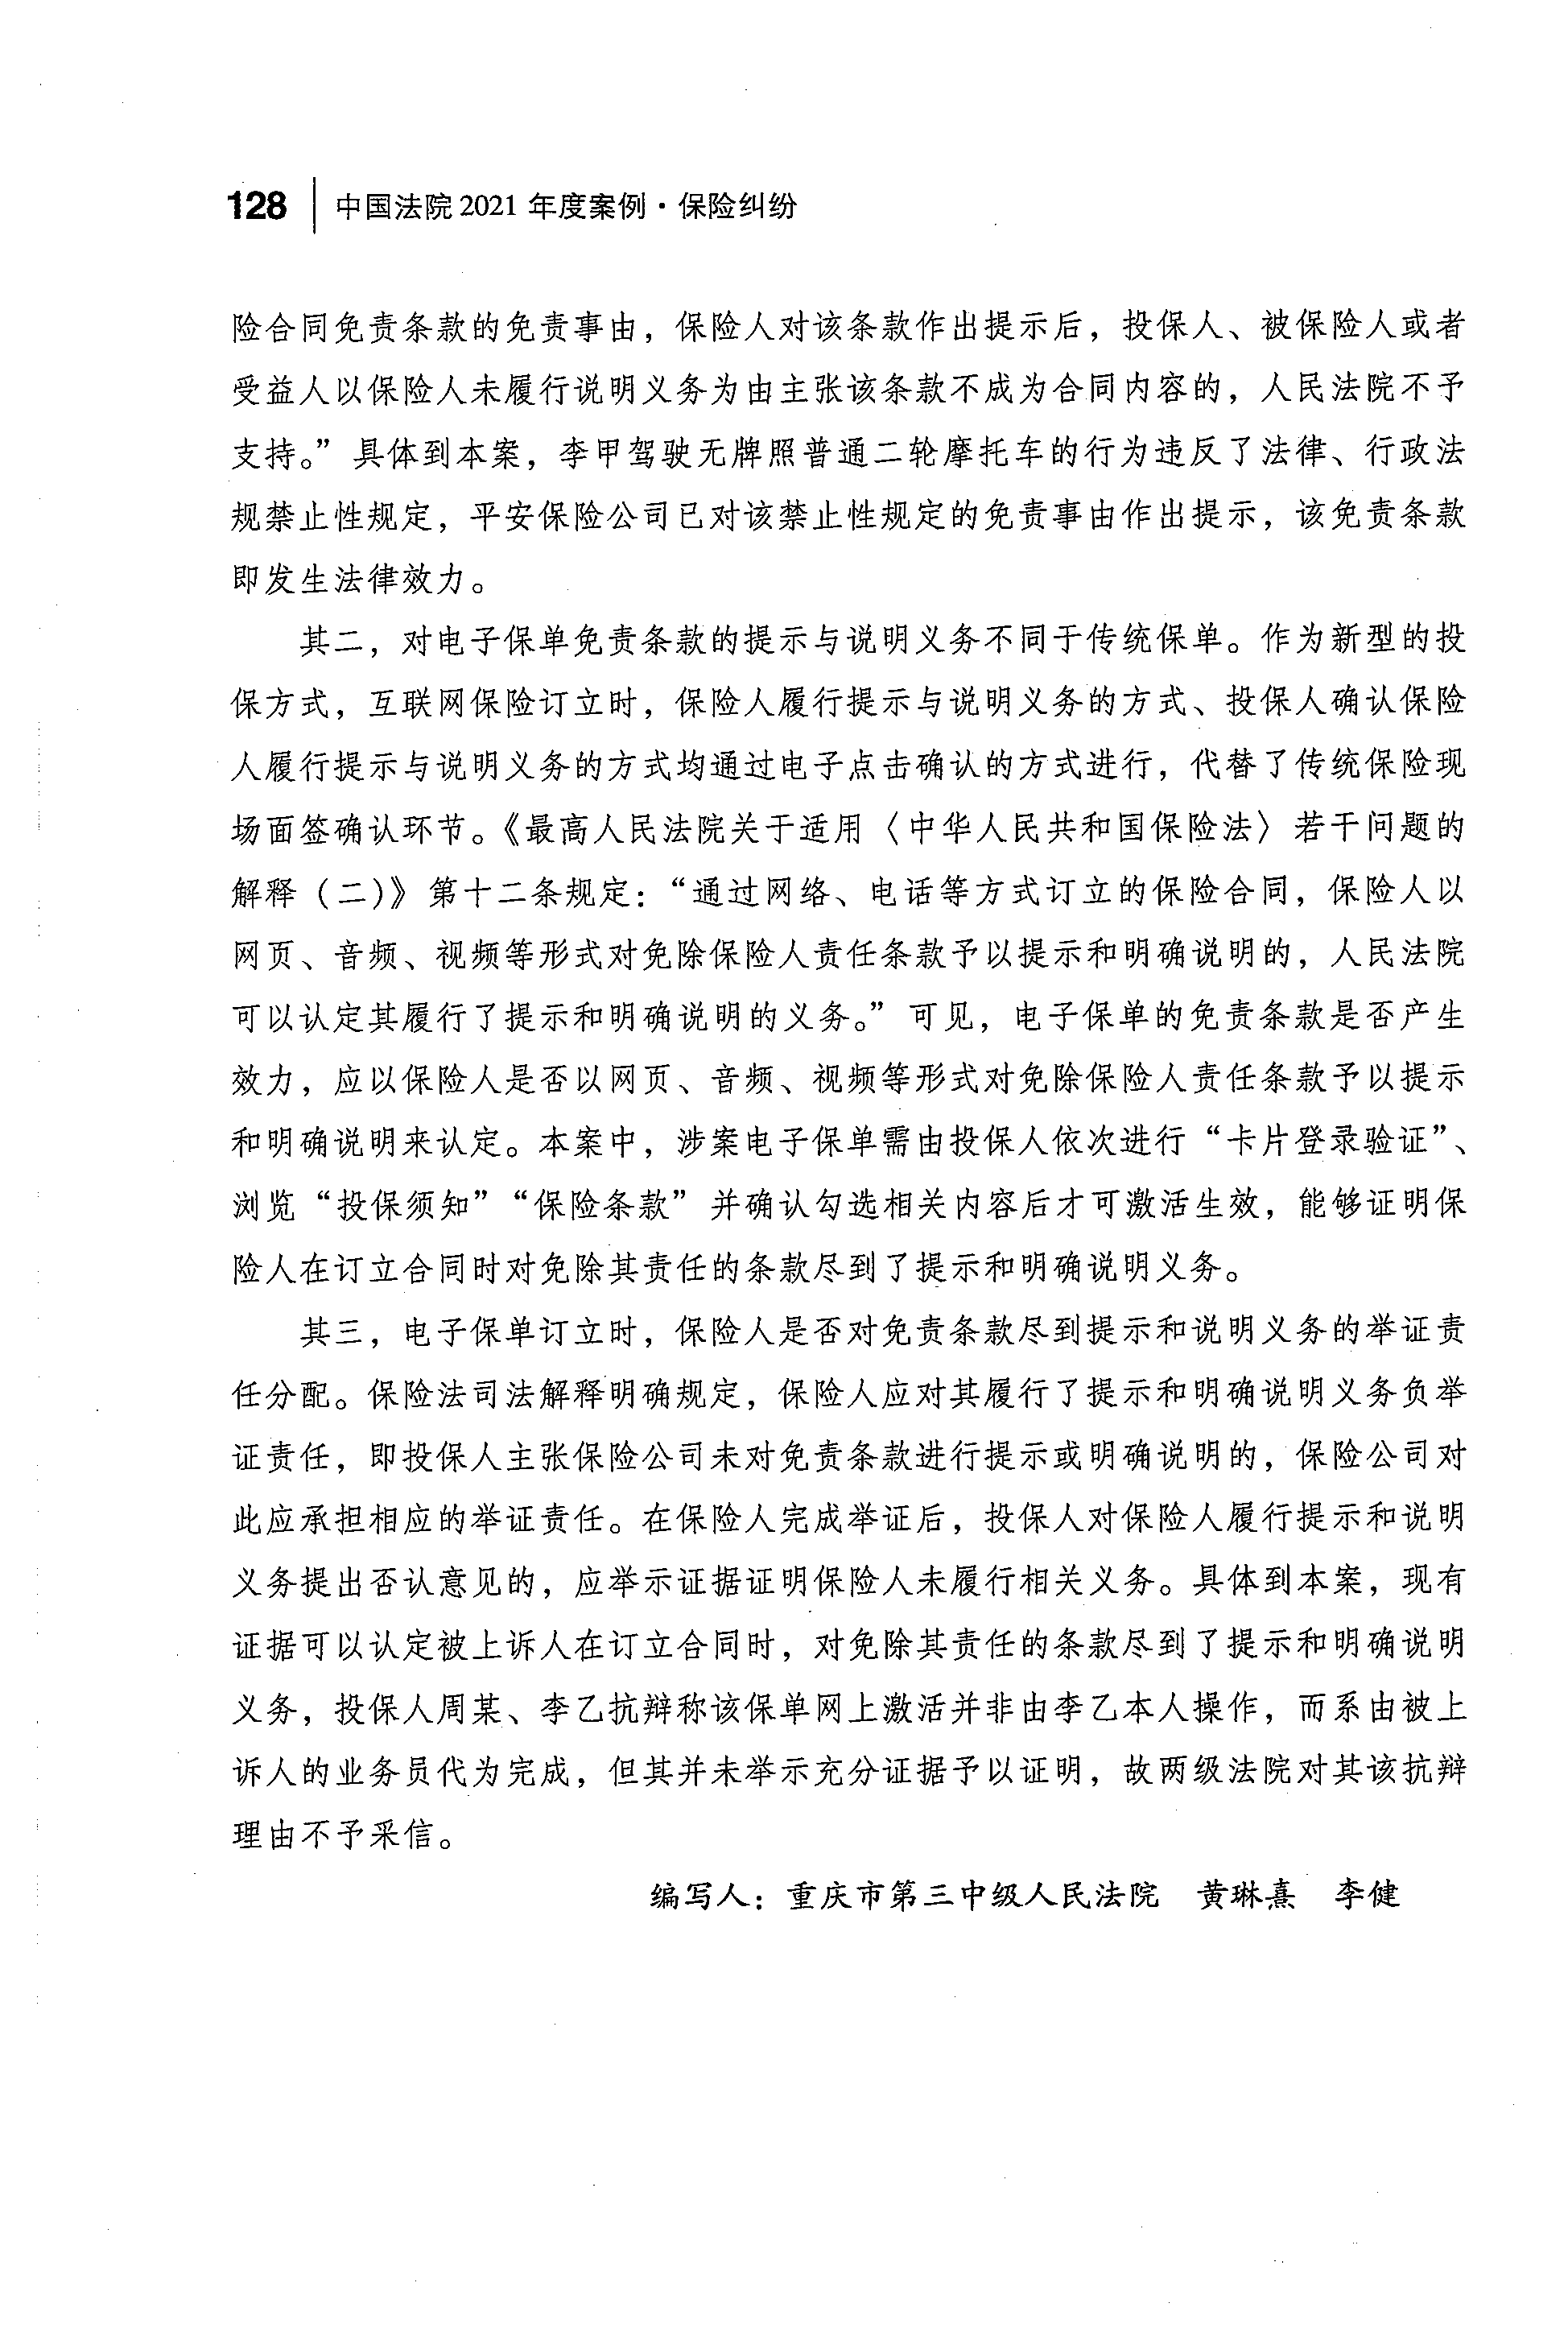 128 中国法院2021年度案例·保险纠纷
险合同免责条款的免责事由，保险人对该条款作出提示后，投保人、被保险人或者
受益人以保险人未履行说明义务为由主张该条款不成为合同内容的，人民法院不予
支持。”具体到本案，李甲驾驶无牌照普通二轮摩托车的行为违反了法律、行政法
规禁止性规定，平安保险公司已对该禁止性规定的免责事由作出提示，该免责条款
即发生法律效力。
其二，对电子保单免责条款的提示与说明义务不同于传统保单。作为新型的投
保方式，互联网保险订立时，保险人履行提示与说明义务的方式、投保人确认保险
人履行提示与说明义务的方式均通过电子点击确认的方式进行，代替了传统保险现
场面签确认环节。《最高人民法院关于适用〈中华人民共和国保险法〉若干问题的
解释（二）》第十二条规定：“通过网络、电话等方式订立的保险合同，保险人以
网页、音频、视频等形式对免除保险人责任条款予以提示和明确说明的，人民法院
可以认定其履行了提示和明确说明的义务。”可见，电子保单的免责条款是否产生
效力，应以保险人是否以网页、音频、视频等形式对免除保险人责任条款予以提示
和明确说明来认定。本案中，涉案电子保单需由投保人依次进行“卡片登录验证”、
浏览“投保须知”“保险条款”并确认勾选相关内容后才可激活生效，能够证明保
险人在订立合同时对免除其责任的条款尽到了提示和明确说明义务。
其三，电子保单订立时，保险人是否对免责条款尽到提示和说明义务的举证责
任分配。保险法司法解释明确规定，保险人应对其履行了提示和明确说明义务负举
证责任，即投保人主张保险公司未对免责条款进行提示或明确说明的，保险公司对
此应承担相应的举证责任。在保险人完成举证后，投保人对保险人履行提示和说明
义务提出否认意见的，应举示证据证明保险人未履行相关义务。具体到本案，现有
证据可以认定被上诉人在订立合同时，对免除其责任的条款尽到了提示和明确说明
义务，投保人周某、李乙抗辩称该保单网上激活并非由李乙本人操作，而系由被上
诉人的业务员代为完成，但其并未举示充分证据予以证明，故两级法院对其该抗辩
理由不予采信。
编写人：重庆市第三中级人民法院 黄琳熹 李健